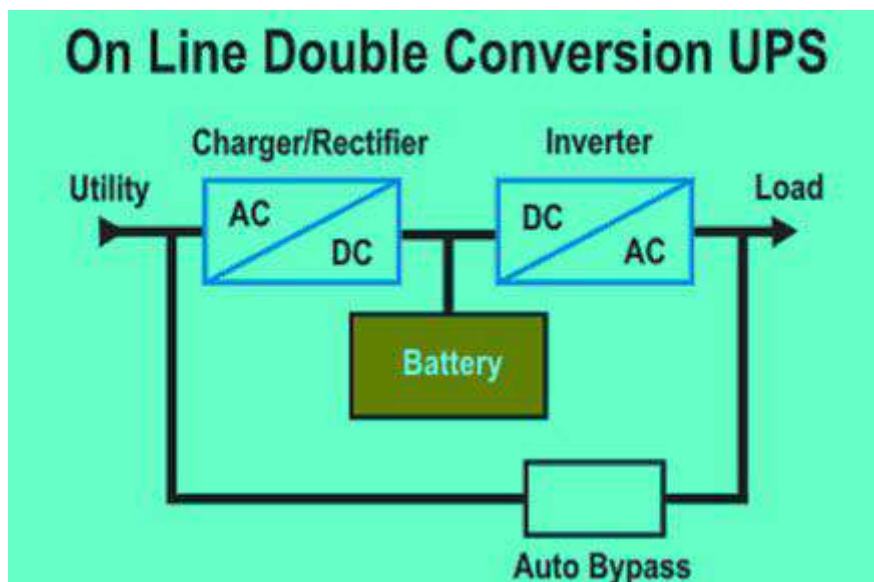 On Line Double Conversion UPS
Charger/Rectifier
Inverter
Utility
Load
AC
DC
DC
AC
Battery
Auto Bypass